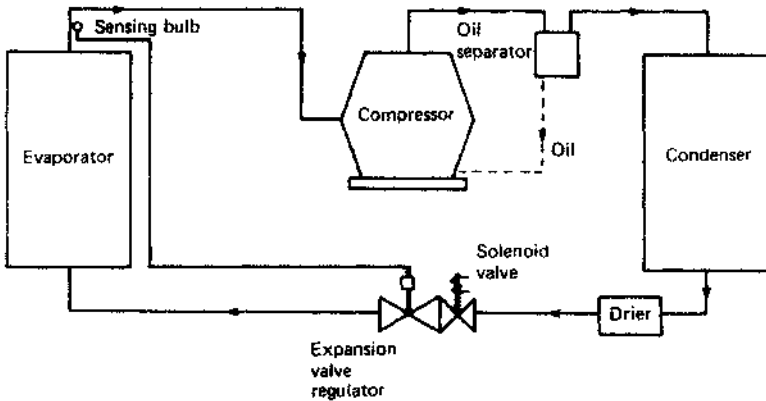 Sensing bulb
Oil
separator
Compressor
Evaporator
Oil
Condenser
Solenoid
valve
Drier
Expansion
valve
regulator